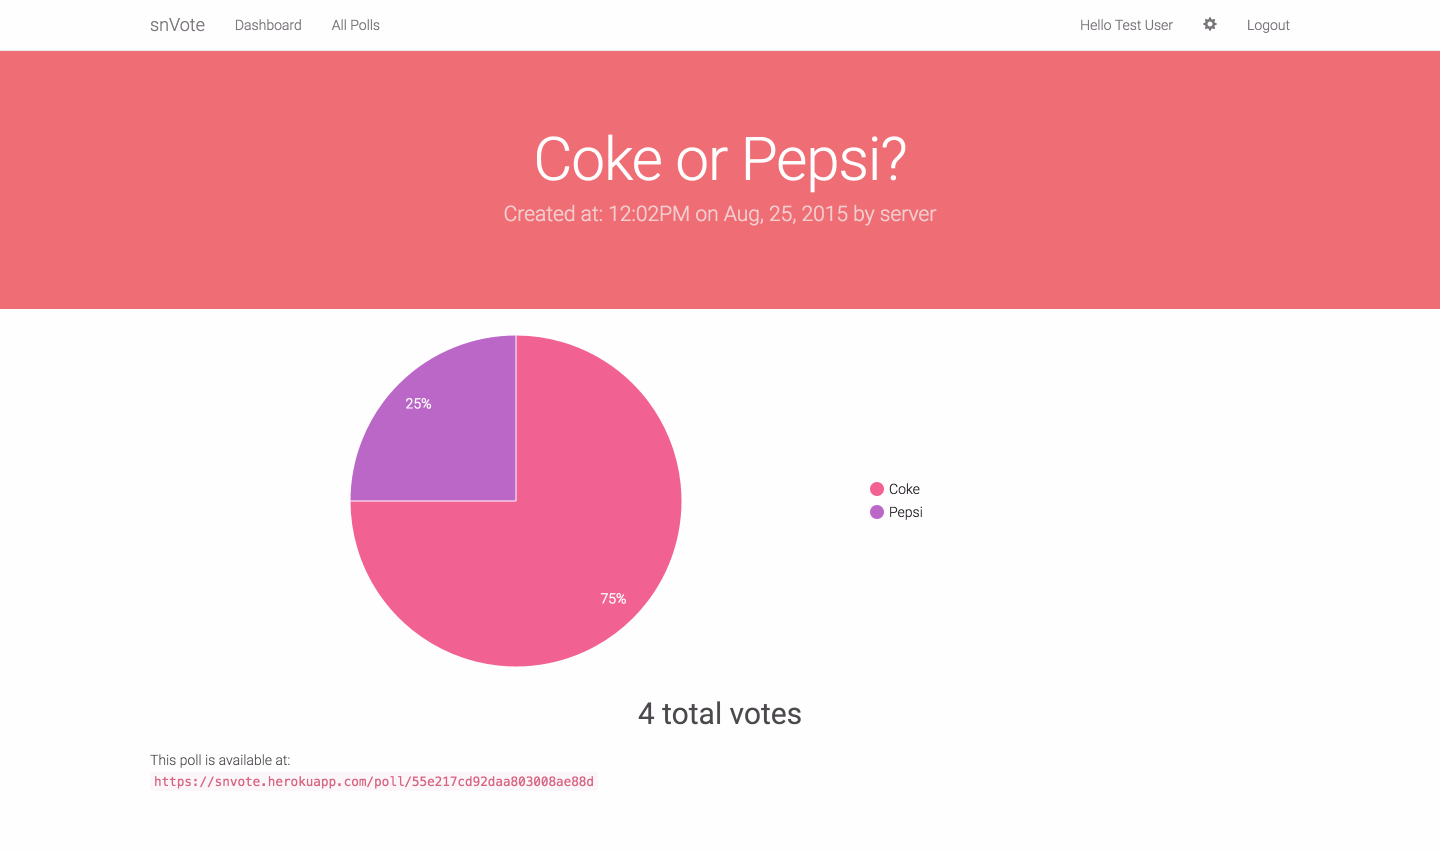 snVote Dashboard All Polls Hello Test User Logout
Coke or Pepsi?
Created at: 12:02PM on Aug, 25, 2015 by server
25%
75%
Coke
Pepsi
4 total votes
This poll is available at:
https://snvote.herokuapp.com/poll/55e217cd92daa803008ae88d